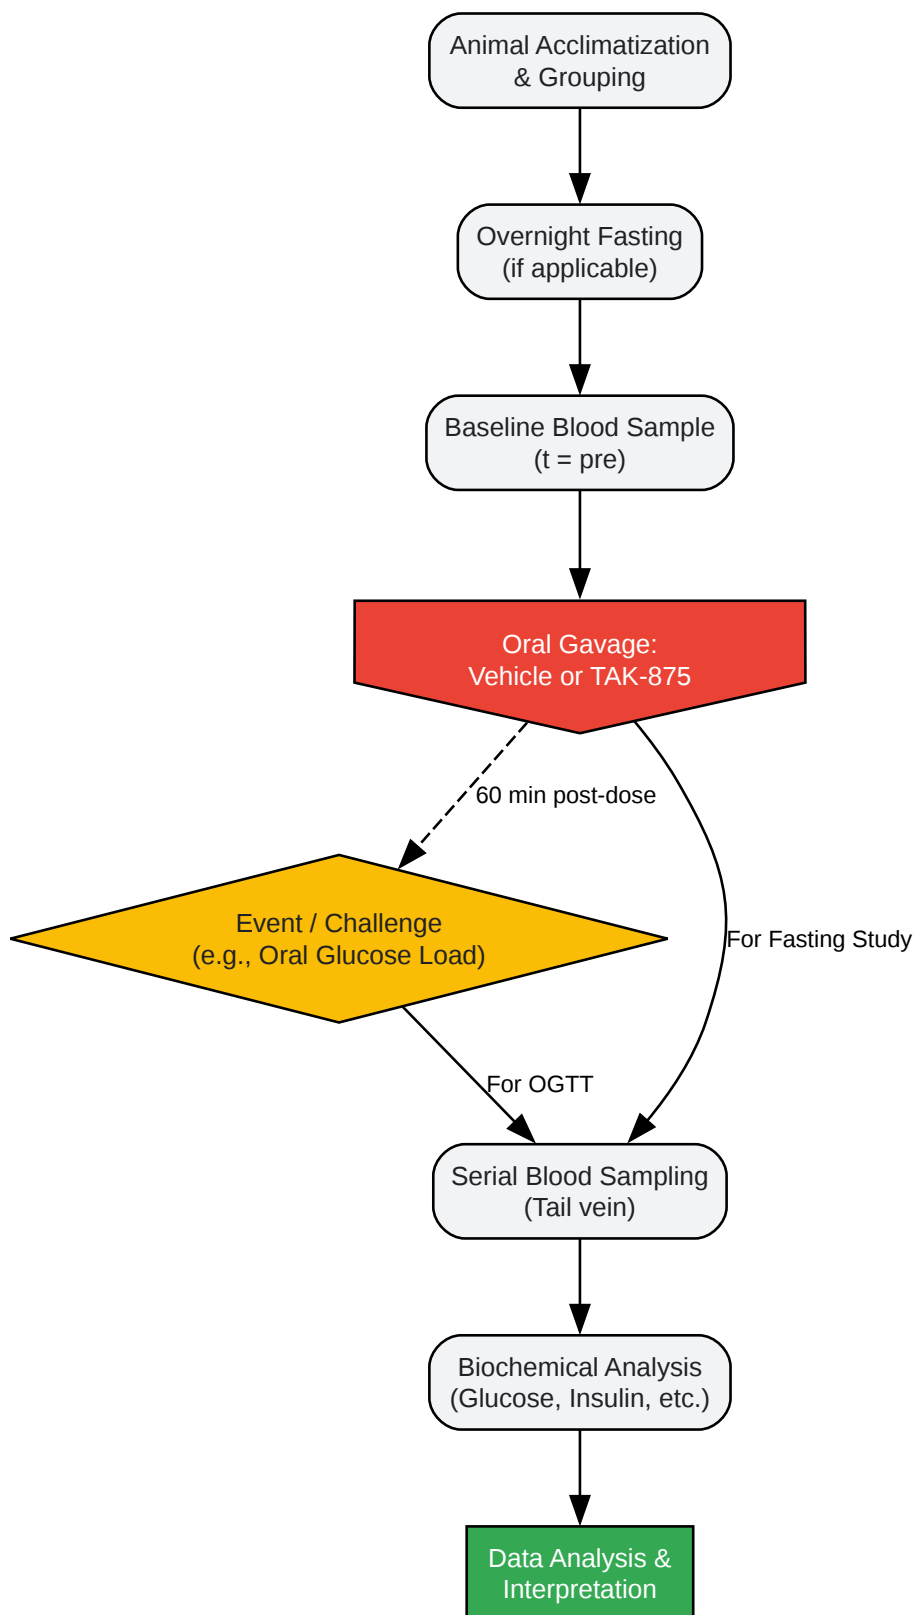 Animal Acclimatization
& Grouping
Overnight Fasting
(if applicable)
Baseline Blood Sample
(t = pre)
Oral Gavage:
Vehicle or TAK-875
60 min post-dose
Event / Challenge
(e.g., Oral Glucose Load)
For Fasting Study
For OGTT
Serial Blood Sampling
(Tail vein)
Biochemical Analysis
(Glucose, Insulin, etc.)
Data Analysis &
Interpretation